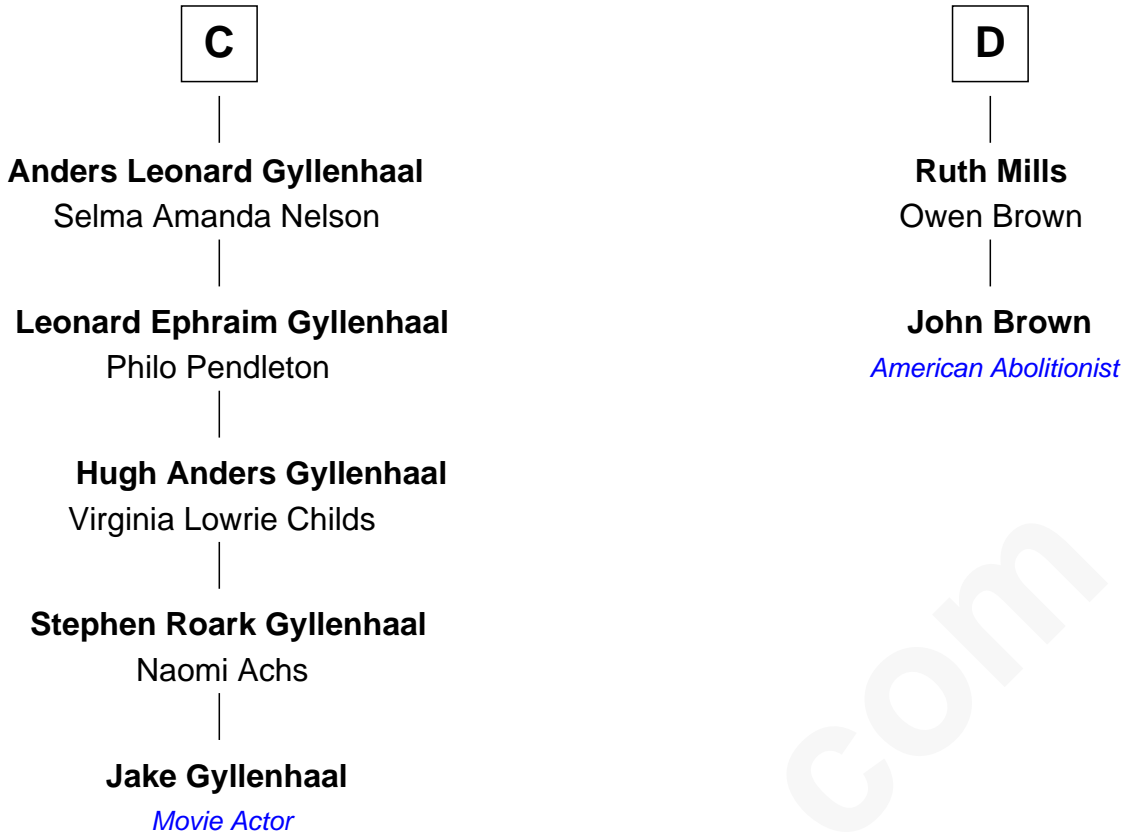 C
Anders Leonard Gyllenhaal
Selma Amanda Nelson
Leonard Ephraim Gyllenhaal
Philo Pendleton
Hugh Anders Gyllenhaal
Virginia Lowrie Childs
Stephen Roark Gyllenhaal
Naomi Achs
Jake Gyllenhaal
Movie Actor
D
Ruth Mills
Owen Brown
John Brown
American Abolitionist
com